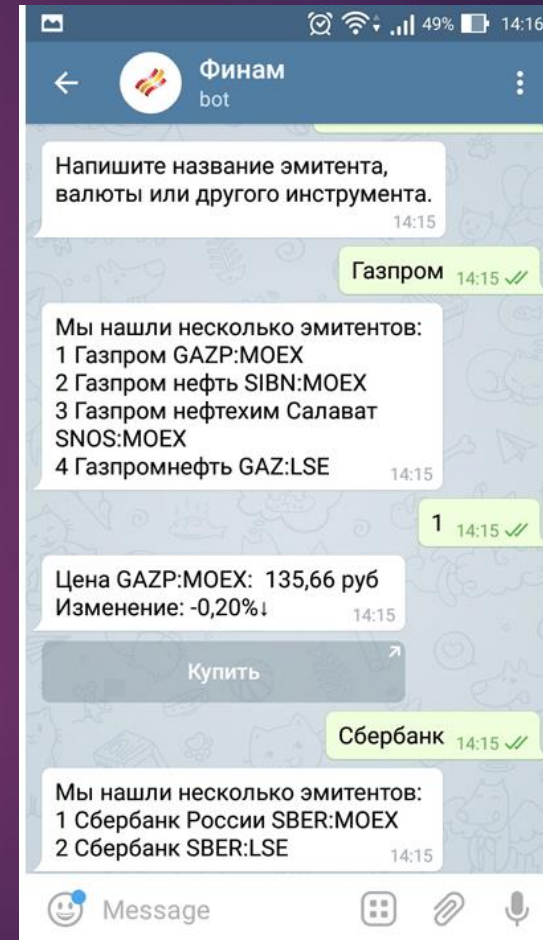 49% 14:16
Финам
bot
Напишите название эмитента,
валюты или другого инструмента.
14:15
Газпром 14:15
Мы нашли несколько эмитентов:
1 Газпром GAZP:MOEX
2 Газпром нефть SIBN:MOEX
3 Газпром нефтехим Салават
SNOS:MOEX
4 Газпромнефть GAZ:LSE 14:15
1 14:15
Цена GAZP:MOEX: 135,66 руб
Изменение: -0,20%↓ 14:15
Купить
Сбербанк 14:15
Мы нашли несколько эмитентов:
1 Сбербанк России SBER:MOEX
2 Сбербанк SBER:LSE 14:15
Message